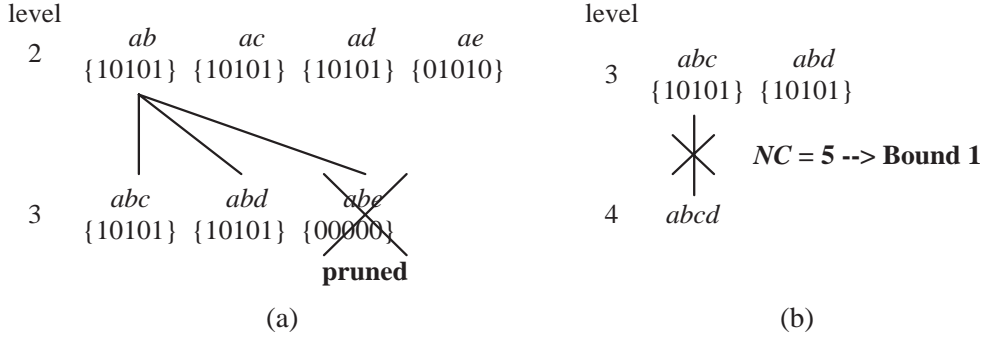 level
2 ab ac ad ae
{10101} {10101} {10101} {01010}
3 abc abd abe
{10101} {10101} {00000}
pruned
(a)
level
3 abc abd
{10101} {10101}
NC = 5 --> Bound 1
4 abcd
(b)